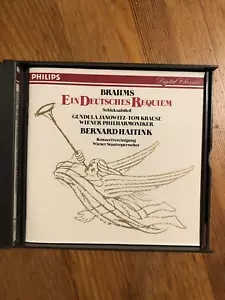 PHILIPS
Digital Classics
BRAHMS
EIN DEUTSCHES REQUIEM
Schicksalslied
GUNDULA JANOWITZ · TOM KRAUSE
WIENER PHILHARMONIKER
BERNARD HAITINK
Konzertvereinigung
Wiener Staatsopernchor